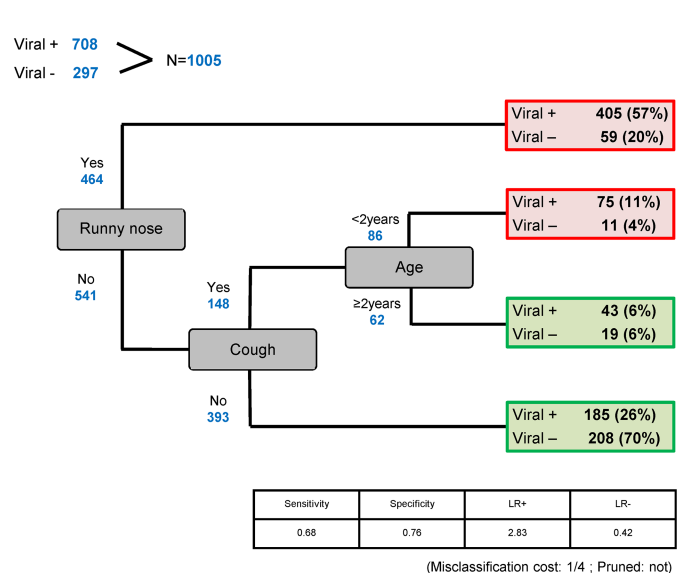 Viral + 708
Viral - 297
N=1005
Viral + 405 (57%)
Viral – 59 (20%)
Yes
464
Runny nose
No
541
Viral + 75 (11%)
Viral – 11 (4%)
<2years
86
Age
≥2years
62
Yes
148
Viral + 43 (6%)
Viral – 19 (6%)
Cough
No
393
Viral + 185 (26%)
Viral – 208 (70%)
Sensitivity Specificity LR+ LR-
0.68 0.76 2.83 0.42
(Misclassification cost: 1/4 ; Pruned: not)